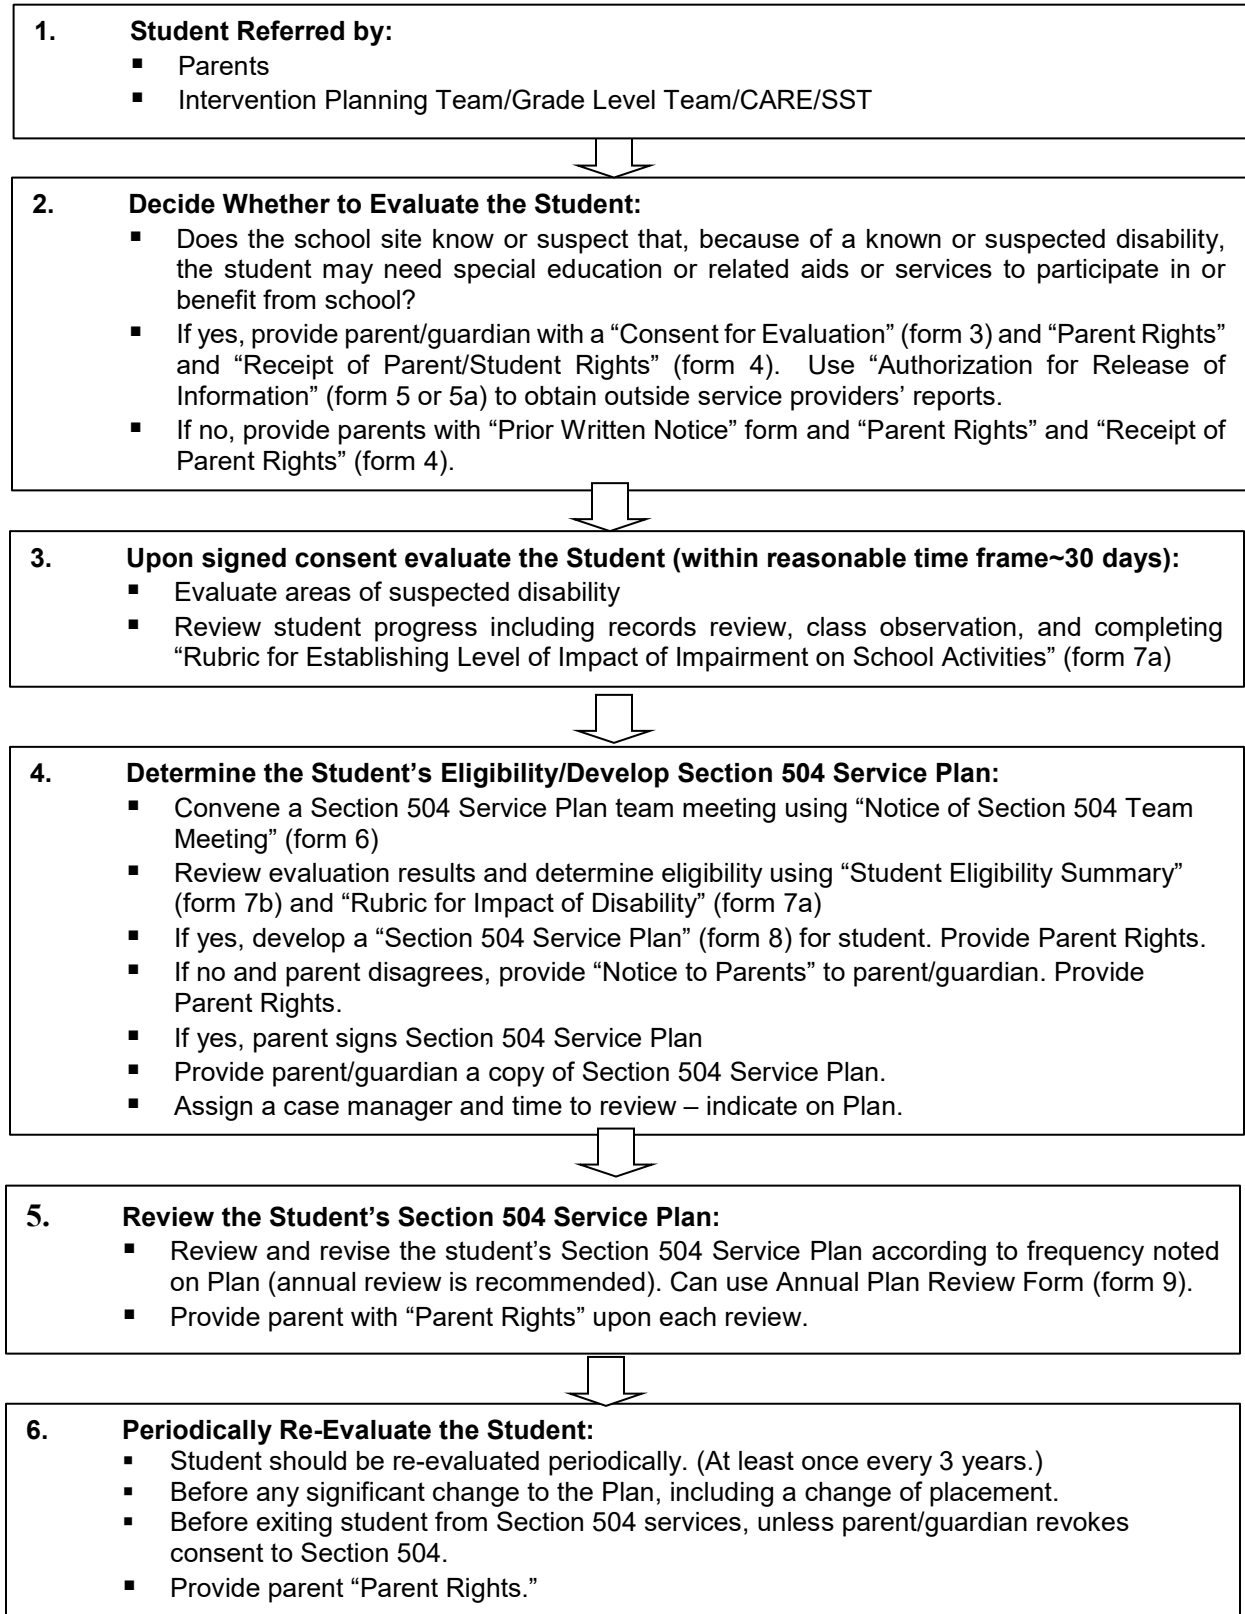 1. Student Referred by:
▪ Parents
▪ Intervention Planning Team/Grade Level Team/CARE/SST
2. Decide Whether to Evaluate the Student:
▪ Does the school site know or suspect that, because of a known or suspected disability,
the student may need special education or related aids or services to participate in or
benefit from school?
▪ If yes, provide parent/guardian with a “Consent for Evaluation” (form 3) and “Parent Rights”
and “Receipt of Parent/Student Rights” (form 4). Use “Authorization for Release of
Information” (form 5 or 5a) to obtain outside service providers’ reports.
▪ If no, provide parents with “Prior Written Notice” form and “Parent Rights” and “Receipt of
Parent Rights” (form 4).
3. Upon signed consent evaluate the Student (within reasonable time frame~30 days):
▪ Evaluate areas of suspected disability
▪ Review student progress including records review, class observation, and completing
“Rubric for Establishing Level of Impact of Impairment on School Activities” (form 7a)
4. Determine the Student’s Eligibility/Develop Section 504 Service Plan:
▪ Convene a Section 504 Service Plan team meeting using “Notice of Section 504 Team
Meeting” (form 6)
▪ Review evaluation results and determine eligibility using “Student Eligibility Summary”
(form 7b) and “Rubric for Impact of Disability” (form 7a)
▪ If yes, develop a “Section 504 Service Plan” (form 8) for student. Provide Parent Rights.
▪ If no and parent disagrees, provide “Notice to Parents” to parent/guardian. Provide
Parent Rights.
▪ If yes, parent signs Section 504 Service Plan
▪ Provide parent/guardian a copy of Section 504 Service Plan.
▪ Assign a case manager and time to review – indicate on Plan.
5. Review the Student’s Section 504 Service Plan:
▪ Review and revise the student’s Section 504 Service Plan according to frequency noted
on Plan (annual review is recommended). Can use Annual Plan Review Form (form 9).
▪ Provide parent with “Parent Rights” upon each review.
6. Periodically Re-Evaluate the Student:
▪ Student should be re-evaluated periodically. (At least once every 3 years.)
▪ Before any significant change to the Plan, including a change of placement.
▪ Before exiting student from Section 504 services, unless parent/guardian revokes
consent to Section 504.
▪ Provide parent “Parent Rights.”